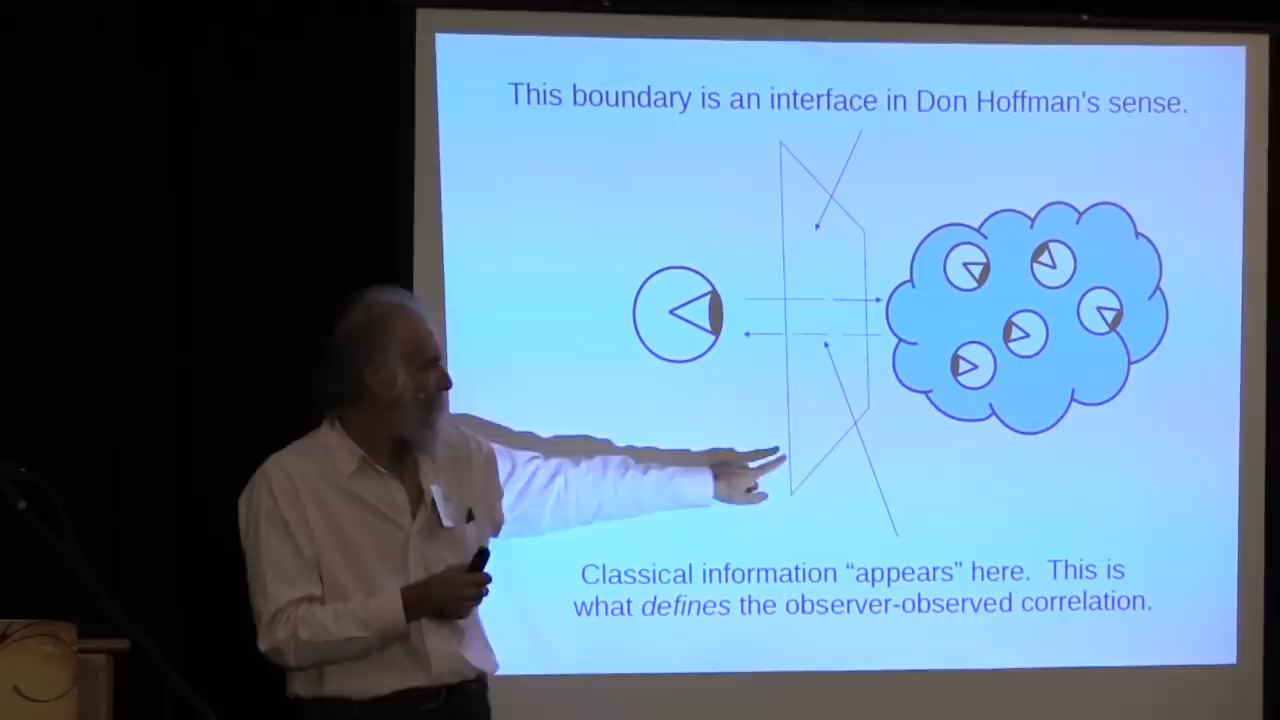 This boundary is an interface in Don Hoffman's sense.
Classical information “appears” here.  This is
what defines the observer-observed correlation.